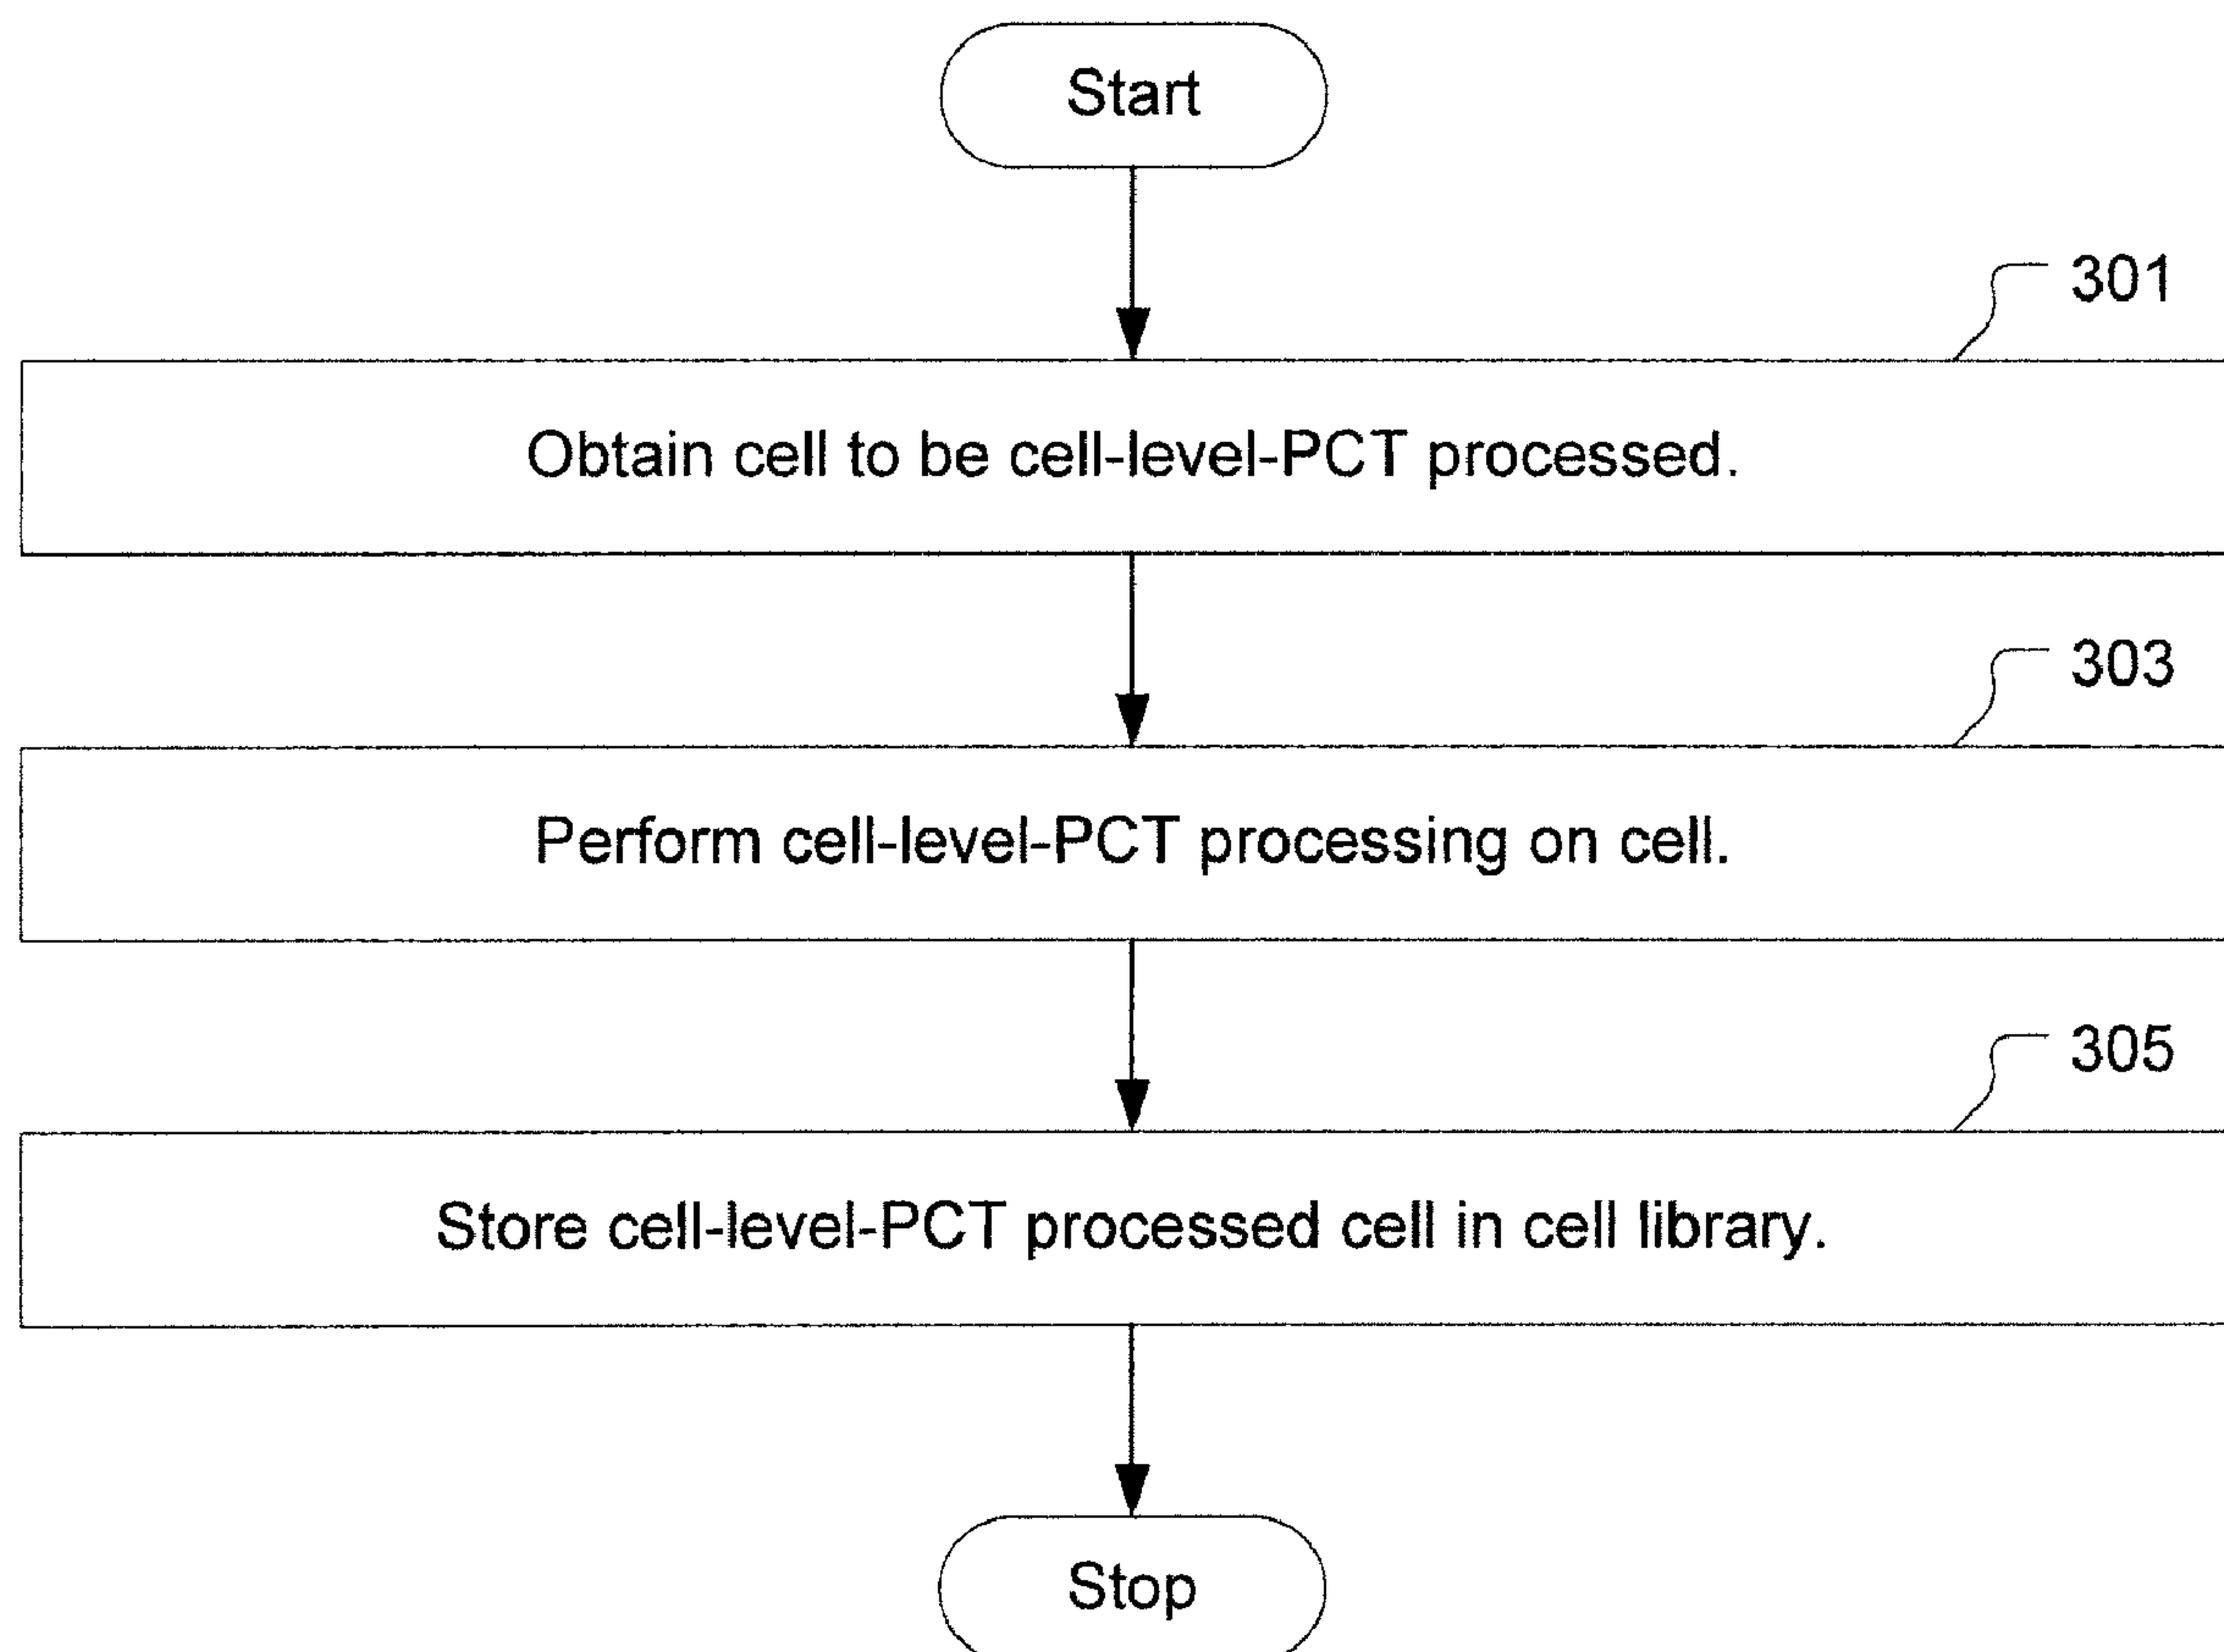 Start
301
Obtain cell to be cell-level-PCT processed.
303
Perform cell-level-PCT processing on cell.
305
Store cell-level-PCT processed cell in cell library.
Stop